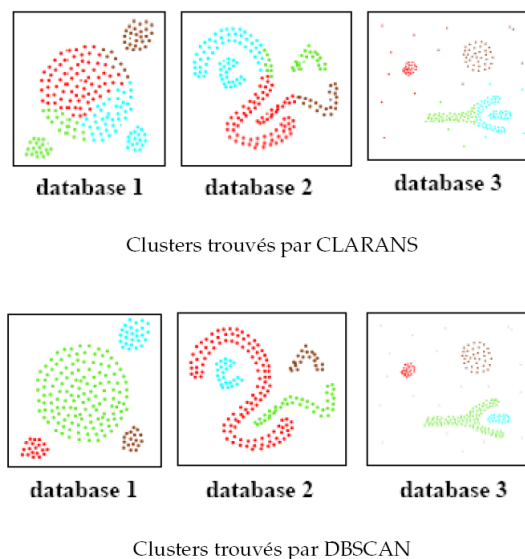 database 1 database 2 database 3
Clusters trouvés par CLARANS
database 1 database 2 database 3
Clusters trouvés par DBSCAN